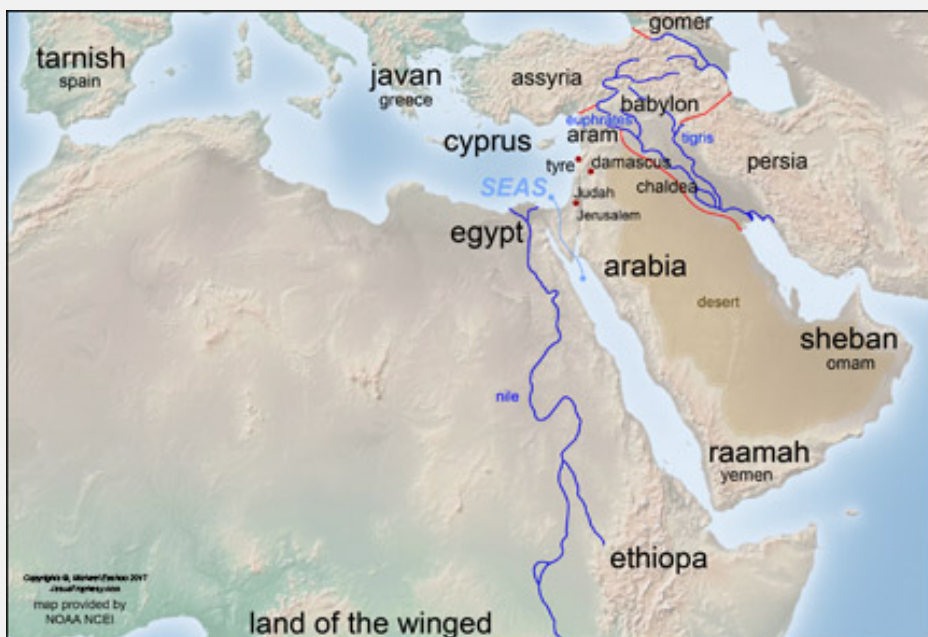 gomer
tarnish
spain
javan
greece
assyria
babylon
euphrates
tigris
cyprus
aram
tyre
damascus
persia
chaldea
SEAS
Judah
Jerusalem
egypt
arabia
desert
sheban
omam
nile
raamah
yemen
ethiopa
map provided by
NOAA NCEI
land of the winged